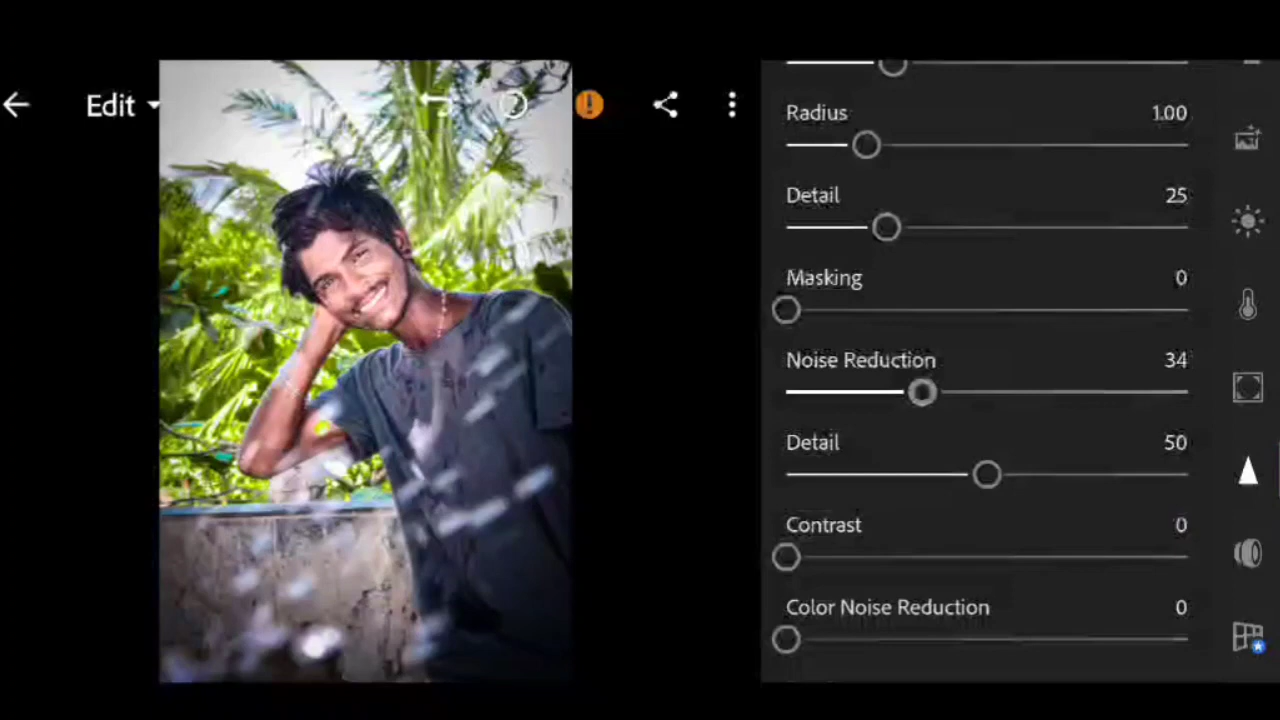 Edit
Radius 1.00
Detail 25
Masking 0
Noise Reduction 34
Detail 50
Contrast 0
Color Noise Reduction 0